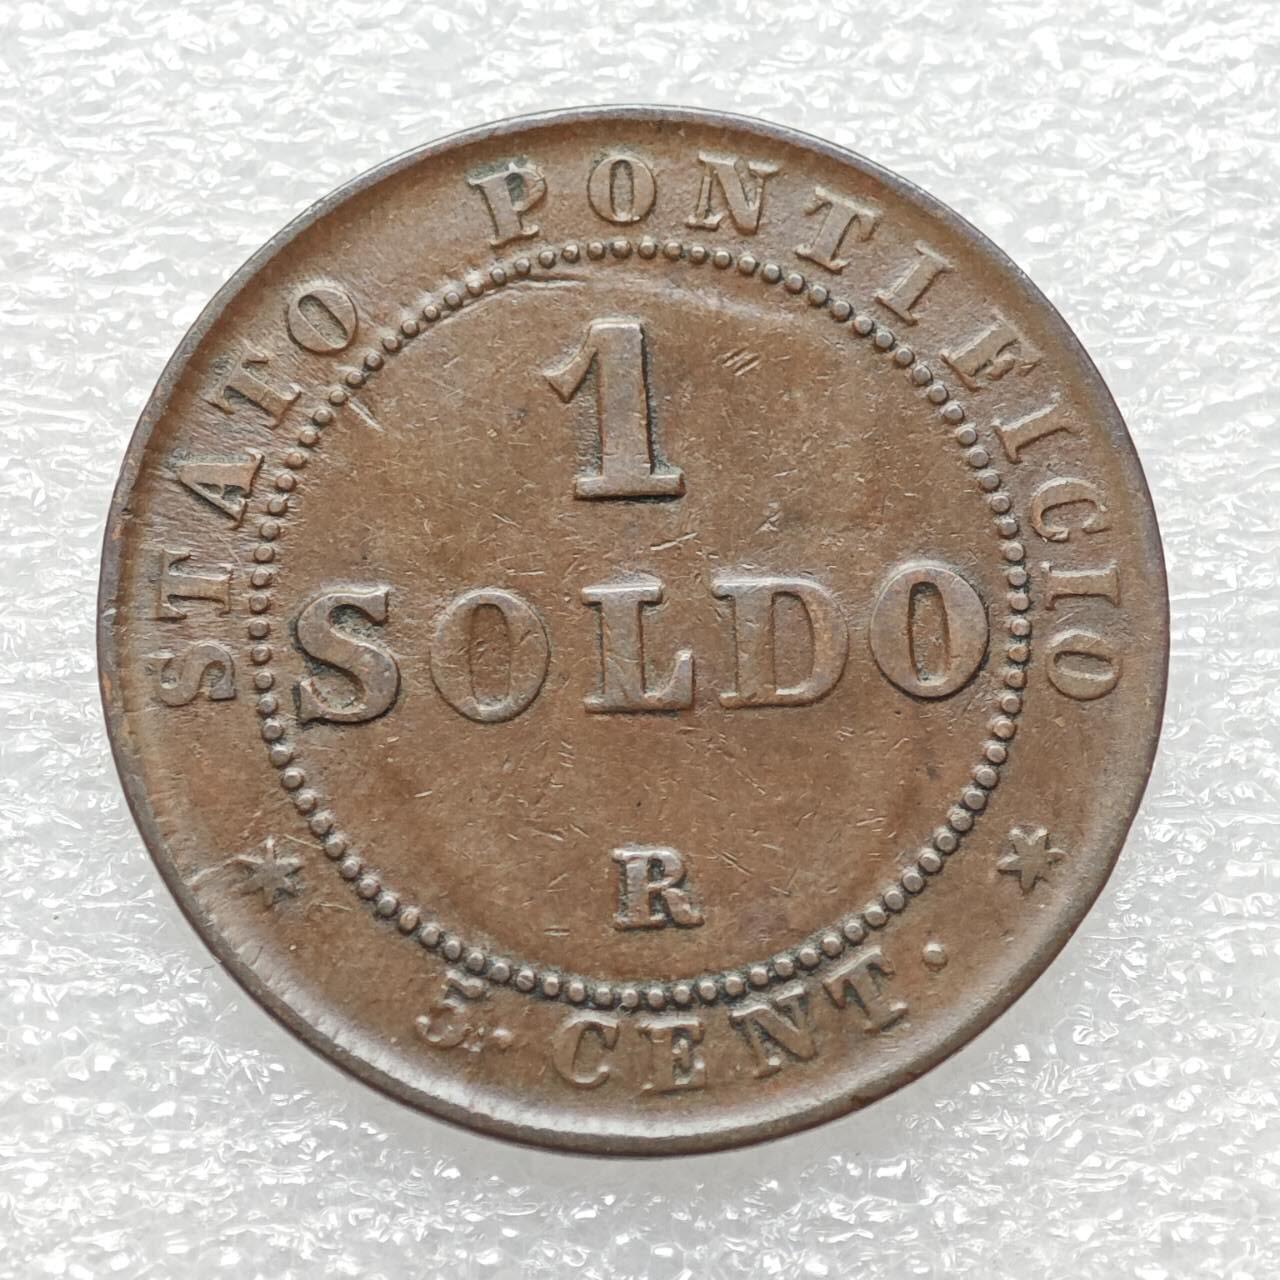 STATO PONTIFICIO
1
SOLDO
R
5. CENT.